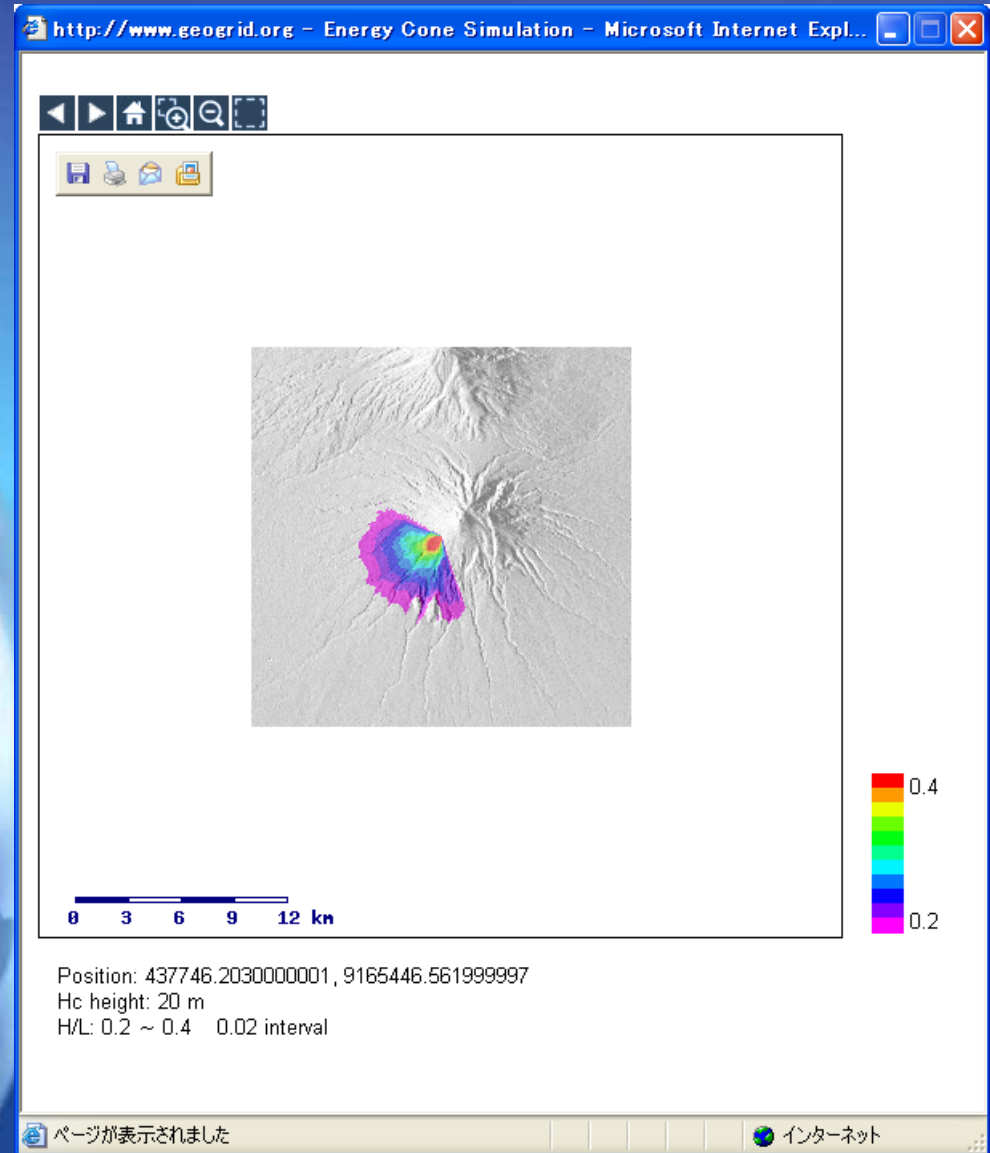 http://www.geogrid.org - Energy Cone Simulation - Microsoft Internet Expl...
0.4
0.2
0 3 6 9 12 km
Position: 437746.2030000001, 9165446.561999997
Hc height: 20 m
H/L: 0.2 ~ 0.4 0.02 interval
ページが表示されました
インターネット